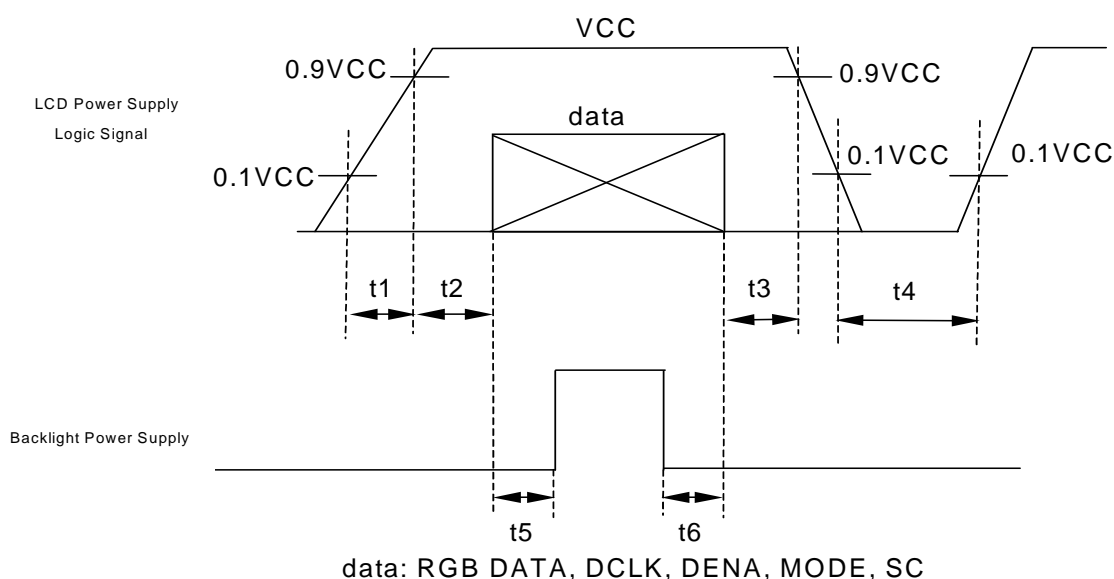 VCC
0.9VCC
0.9VCC
LCD Power Supply
Logic Signal
data
0.1VCC
0.1VCC
0.1VCC
t1
t2
t3
t4
Backlight Power Supply
t5
t6
data: RGB DATA, DCLK, DENA, MODE, SC